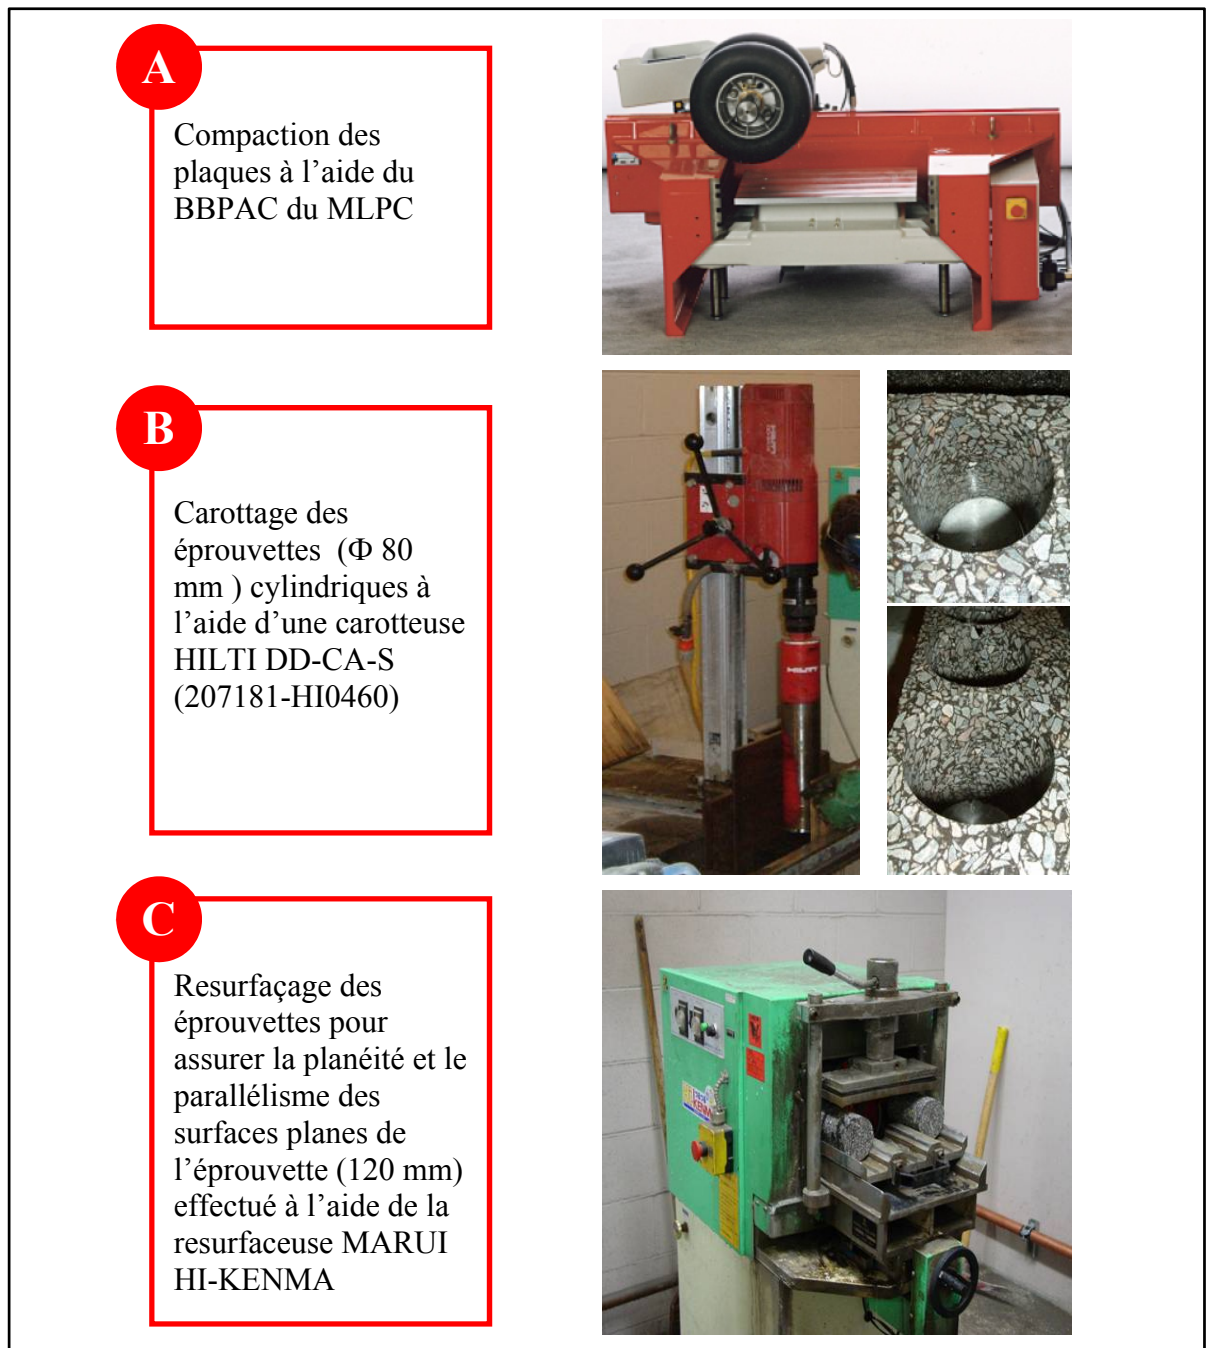 A
Compaction des
plaques à l’aide du
BBPAC du MLPC
B
Carottage des
éprouvettes (Φ 80
mm ) cylindriques à
l’aide d’une carotteuse
HILTI DD-CA-S
(207181-HI0460)
HILTI
C
Resurfaçage des
éprouvettes pour
assurer la planéité et le
parallélisme des
surfaces planes de
l’éprouvette (120 mm)
effectué à l’aide de la
resurfaceuse MARUI
HI-KENMA
KENMA